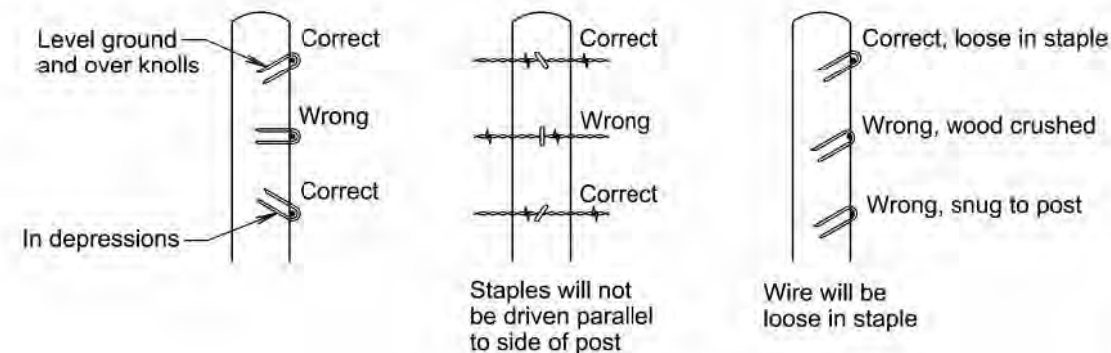 Level ground
and over knolls
Correct
Wrong
Correct
In depressions
Correct
Wrong
Correct
Staples will not
be driven parallel
to side of post
Correct, loose in staple
Wrong, wood crushed
Wrong, snug to post
Wire will be
loose in staple